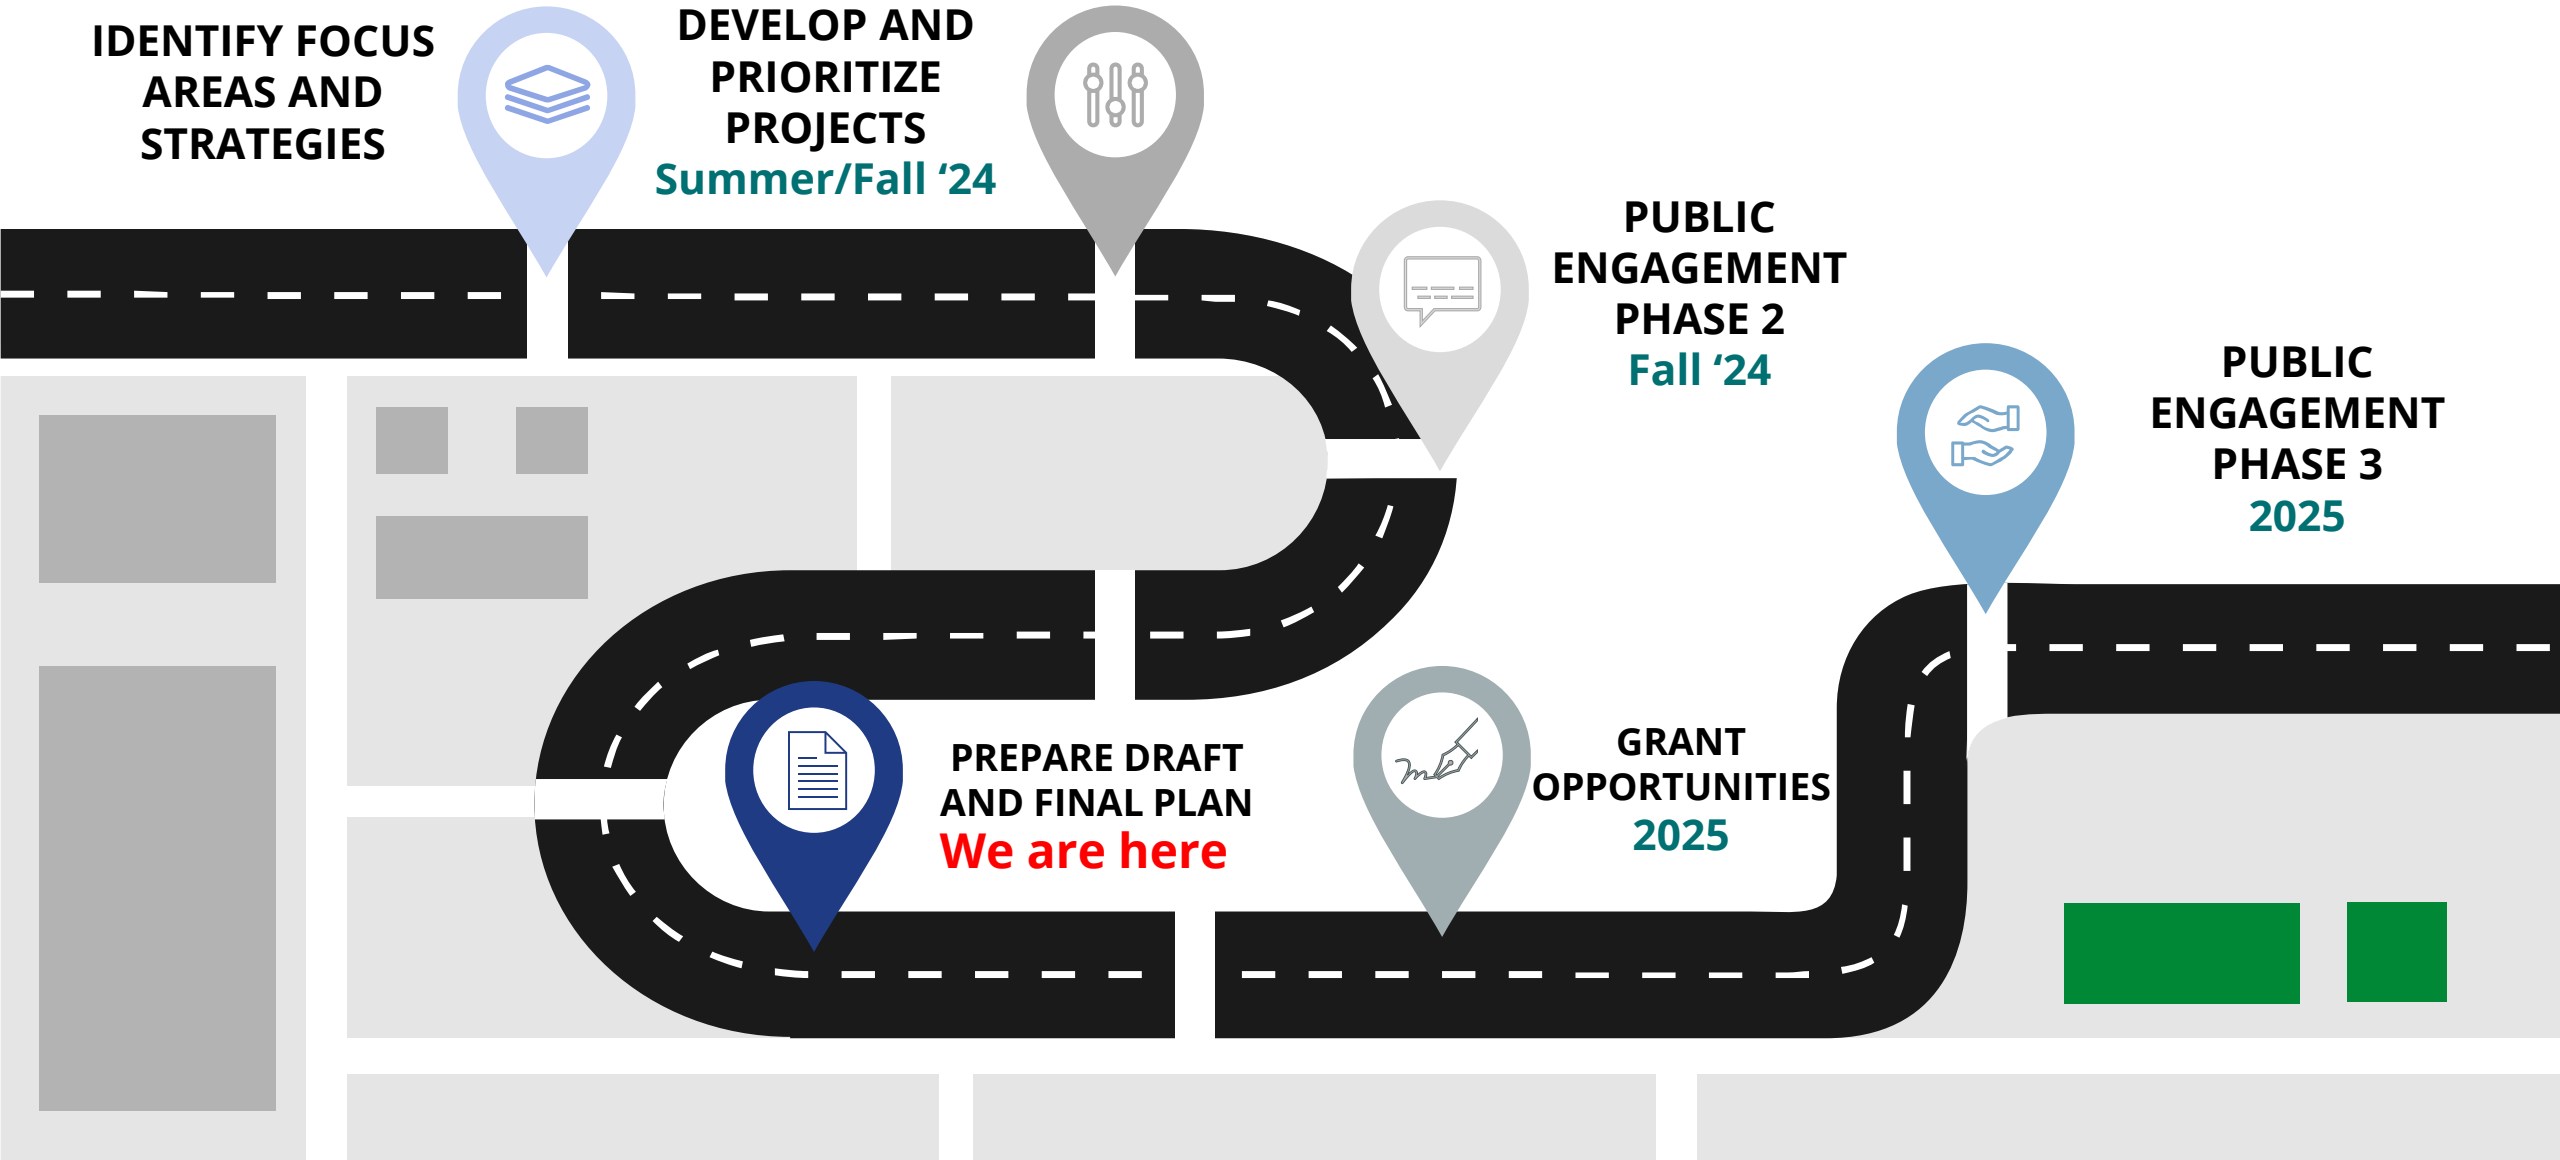 IDENTIFY FOCUS
AREAS AND
STRATEGIES
DEVELOP AND
PRIORITIZE
PROJECTS
Summer/Fall ‘24
PUBLIC
ENGAGEMENT
PHASE 2
Fall ‘24
PREPARE DRAFT
AND FINAL PLAN
We are here
GRANT
OPPORTUNITIES
2025
PUBLIC
ENGAGEMENT
PHASE 3
2025